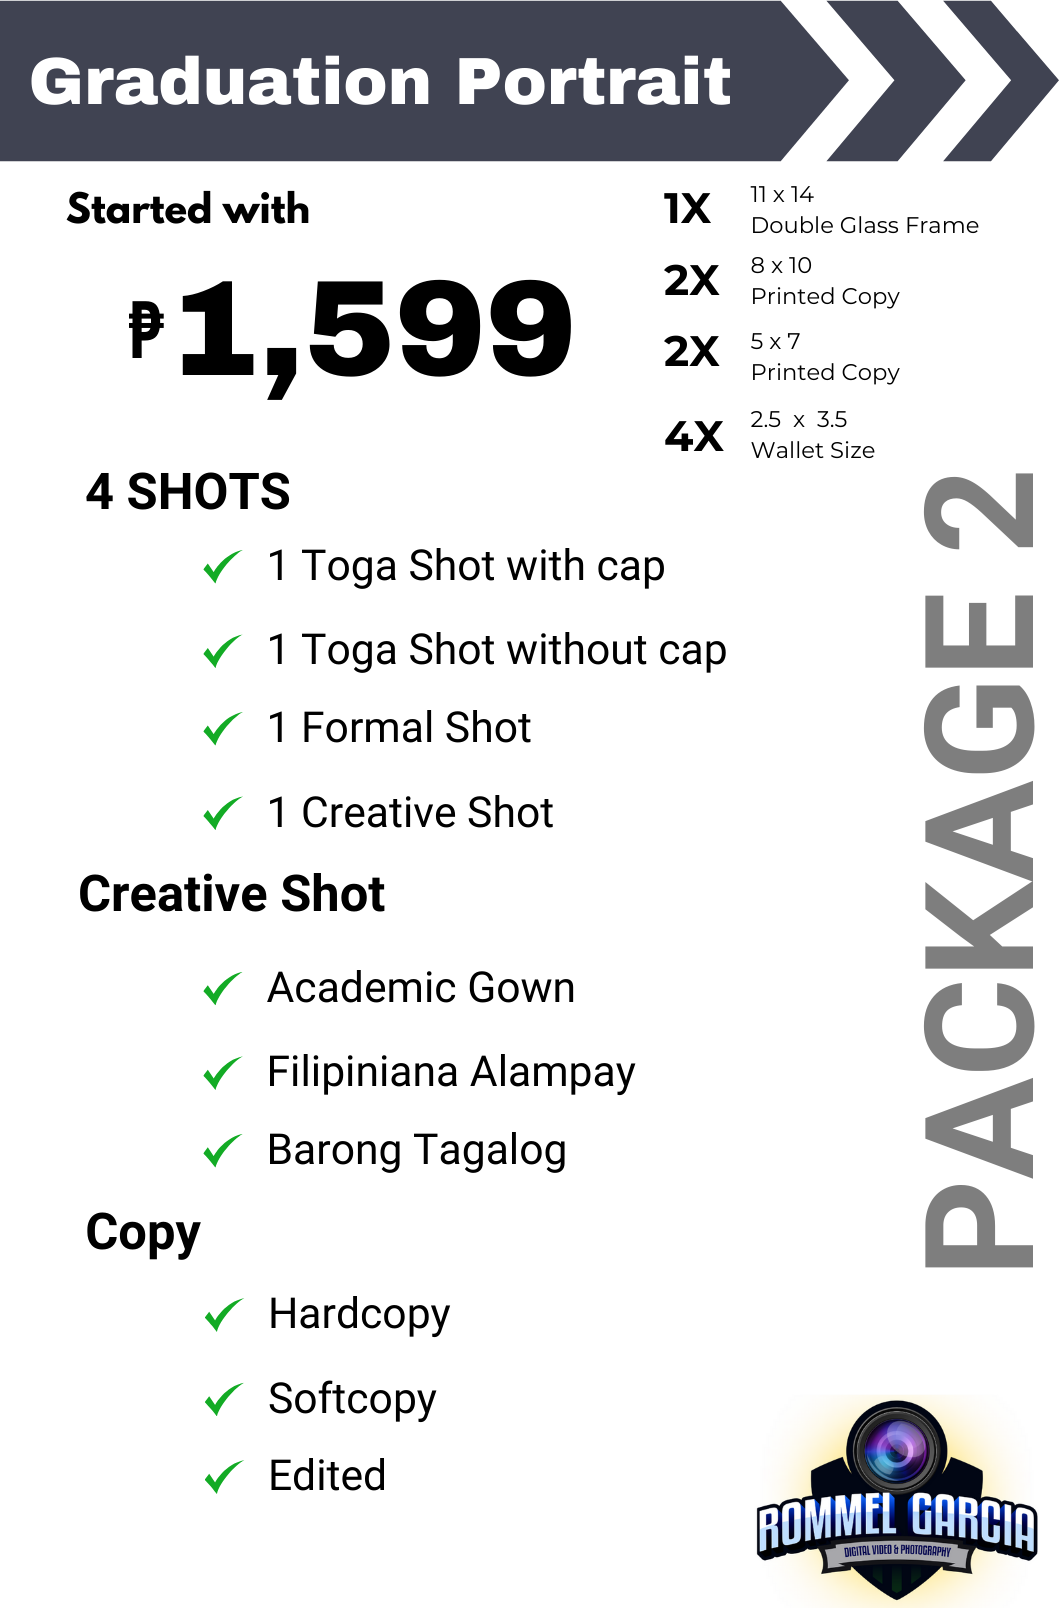 Graduation Portrait
Started with
₱1,599
1X 11 x 14
Double Glass Frame
2X 8 x 10
Printed Copy
2X 5 x 7
Printed Copy
4X 2.5 x 3.5
Wallet Size
PACKAGE 2
4 SHOTS
1 Toga Shot with cap
1 Toga Shot without cap
1 Formal Shot
1 Creative Shot
Creative Shot
Academic Gown
Filipiniana Alampay
Barong Tagalog
Copy
Hardcopy
Softcopy
Edited
ROMMEL GARCIA
DIGITAL VIDEO & PHOTOGRAPHY